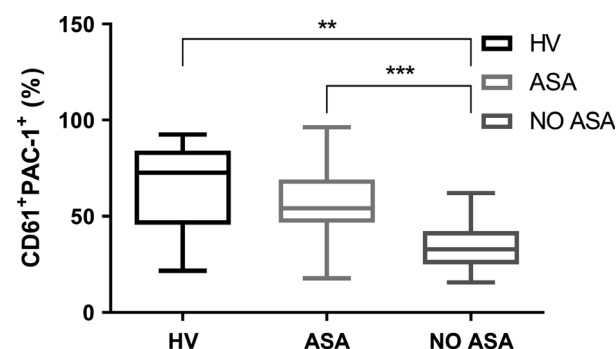 CD61+PAC-1+ (%)
150
100
50
0
**
***
HV
ASA
NO ASA
HV
ASA
NO ASA